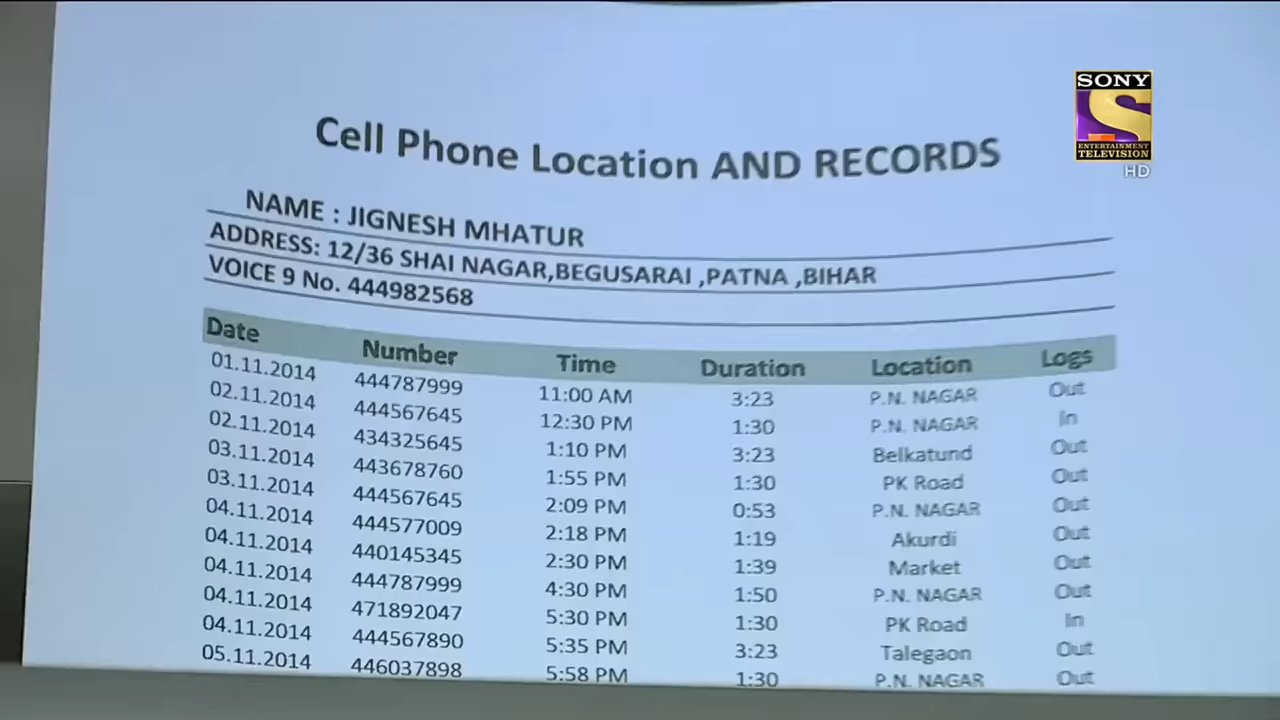 SONY
ENTERTAINMENT
TELEVISION
HD
Cell Phone Location AND RECORDS
NAME : JIGNESH MHATUR
ADDRESS: 12/36 SHAI NAGAR,BEGUSARAI ,PATNA ,BIHAR
VOICE 9 No. 444982568
Date Number Time Duration Location Logs
01.11.2014 444787999 11:00 AM 3:23 P.N. NAGAR Out
02.11.2014 444567645 12:30 PM 1:30 P.N. NAGAR In
02.11.2014 434325645 1:10 PM 3:23 Belkatund Out
03.11.2014 443678760 1:55 PM 1:30 PK Road Out
03.11.2014 444567645 2:09 PM 0:53 P.N. NAGAR Out
04.11.2014 444577009 2:18 PM 1:19 Akurdi Out
04.11.2014 440145345 2:30 PM 1:39 Market Out
04.11.2014 444787999 4:30 PM 1:50 P.N. NAGAR Out
04.11.2014 471892047 5:30 PM 1:30 PK Road In
04.11.2014 444567890 5:35 PM 3:23 Talegaon Out
05.11.2014 446037898 5:58 PM 1:30 P.N. NAGAR Out